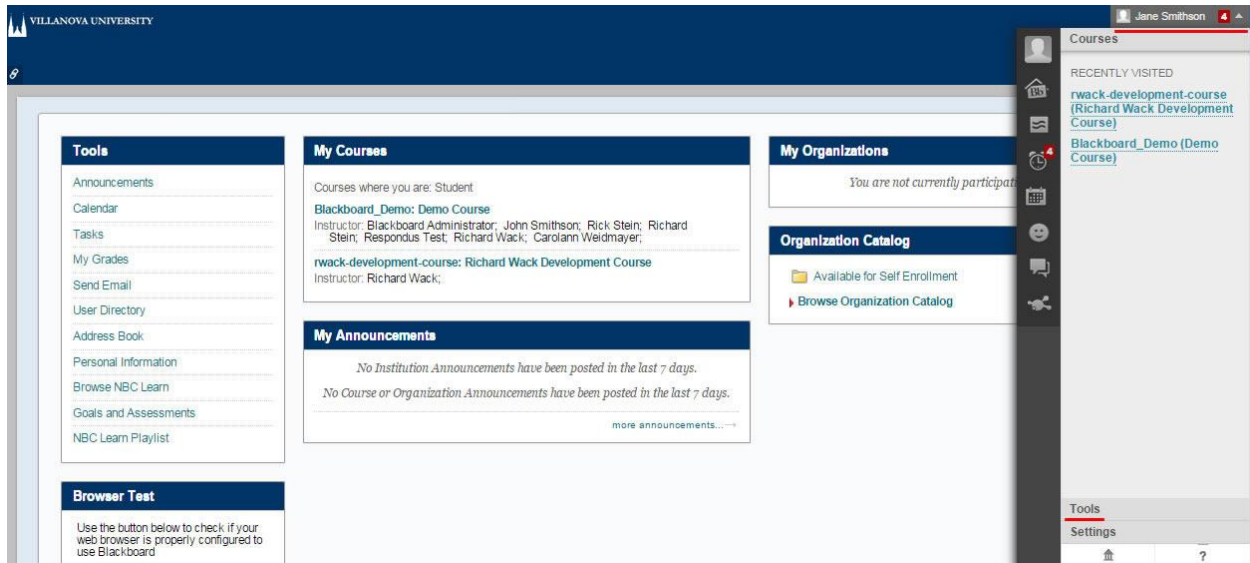 VILLANOVA UNIVERSITY
Jane Smithson 4
Courses
RECENTLY VISITED
rwack-development-course
(Richard Wack Development
Course)
Blackboard_Demo (Demo
Course)
4
Tools
Settings
?
Tools
Announcements
Calendar
Tasks
My Grades
Send Email
User Directory
Address Book
Personal Information
Browse NBC Learn
Goals and Assessments
NBC Learn Playlist
Browser Test
Use the button below to check if your
web browser is properly configured to
use Blackboard
My Courses
Courses where you are: Student
Blackboard_Demo: Demo Course
Instructor: Blackboard Administrator; John Smithson; Rick Stein; Richard
Stein; Respondus Test; Richard Wack; Carolann Weidmayer;
rwack-development-course: Richard Wack Development Course
Instructor: Richard Wack;
My Announcements
No Institution Announcements have been posted in the last 7 days.
No Course or Organization Announcements have been posted in the last 7 days.
more announcements...→
My Organizations
You are not currently participati
Organization Catalog
Available for Self Enrollment
Browse Organization Catalog